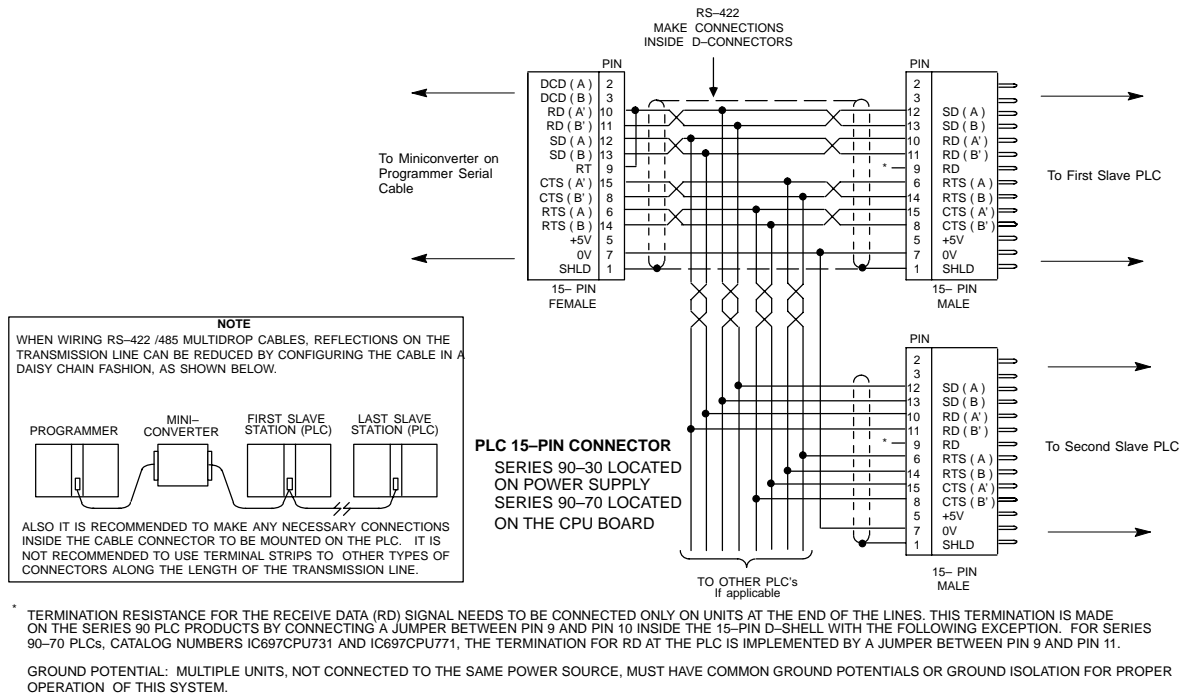 RS–422
MAKE CONNECTIONS
INSIDE D–CONNECTORS
PIN
DCD ( A ) 2
DCD ( B ) 3
RD ( A' ) 10
RD ( B' ) 11
SD ( A ) 12
SD ( B ) 13
RT 9
CTS ( A' ) 15
CTS ( B' ) 8
RTS ( A ) 6
RTS ( B ) 14
+5V 5
0V 7
SHLD 1
15– PIN
FEMALE
To Miniconverter on
Programmer Serial
Cable
PIN
2
3
12 SD ( A )
13 SD ( B )
10 RD ( A' )
11 RD ( B' )
* 9 RD
6 RTS ( A )
14 RTS ( B )
15 CTS ( A' )
8 CTS ( B' )
5 +5V
7 0V
1 SHLD
15– PIN
MALE
To First Slave PLC
NOTE
WHEN WIRING RS–422 /485 MULTIDROP CABLES, REFLECTIONS ON THE
TRANSMISSION LINE CAN BE REDUCED BY CONFIGURING THE CABLE IN A
DAISY CHAIN FASHION, AS SHOWN BELOW.
PROGRAMMER
MINI–
CONVERTER
FIRST SLAVE
STATION (PLC)
LAST SLAVE
STATION (PLC)
ALSO IT IS RECOMMENDED TO MAKE ANY NECESSARY CONNECTIONS
INSIDE THE CABLE CONNECTOR TO BE MOUNTED ON THE PLC. IT IS
NOT RECOMMENDED TO USE TERMINAL STRIPS TO OTHER TYPES OF
CONNECTORS ALONG THE LENGTH OF THE TRANSMISSION LINE.
PLC 15–PIN CONNECTOR
SERIES 90–30 LOCATED
ON POWER SUPPLY
SERIES 90–70 LOCATED
ON THE CPU BOARD
PIN
2
3
12 SD ( A )
13 SD ( B )
10 RD ( A' )
11 RD ( B' )
* 9 RD
6 RTS ( A )
14 RTS ( B )
15 CTS ( A' )
8 CTS ( B' )
5 +5V
7 0V
1 SHLD
15– PIN
MALE
To Second Slave PLC
TO OTHER PLC's
If applicable
* TERMINATION RESISTANCE FOR THE RECEIVE DATA (RD) SIGNAL NEEDS TO BE CONNECTED ONLY ON UNITS AT THE END OF THE LINES. THIS TERMINATION IS MADE
ON THE SERIES 90 PLC PRODUCTS BY CONNECTING A JUMPER BETWEEN PIN 9 AND PIN 10 INSIDE THE 15–PIN D–SHELL WITH THE FOLLOWING EXCEPTION. FOR SERIES
90–70 PLCs, CATALOG NUMBERS IC697CPU731 AND IC697CPU771, THE TERMINATION FOR RD AT THE PLC IS IMPLEMENTED BY A JUMPER BETWEEN PIN 9 AND PIN 11.
GROUND POTENTIAL: MULTIPLE UNITS, NOT CONNECTED TO THE SAME POWER SOURCE, MUST HAVE COMMON GROUND POTENTIALS OR GROUND ISOLATION FOR PROPER
OPERATION OF THIS SYSTEM.